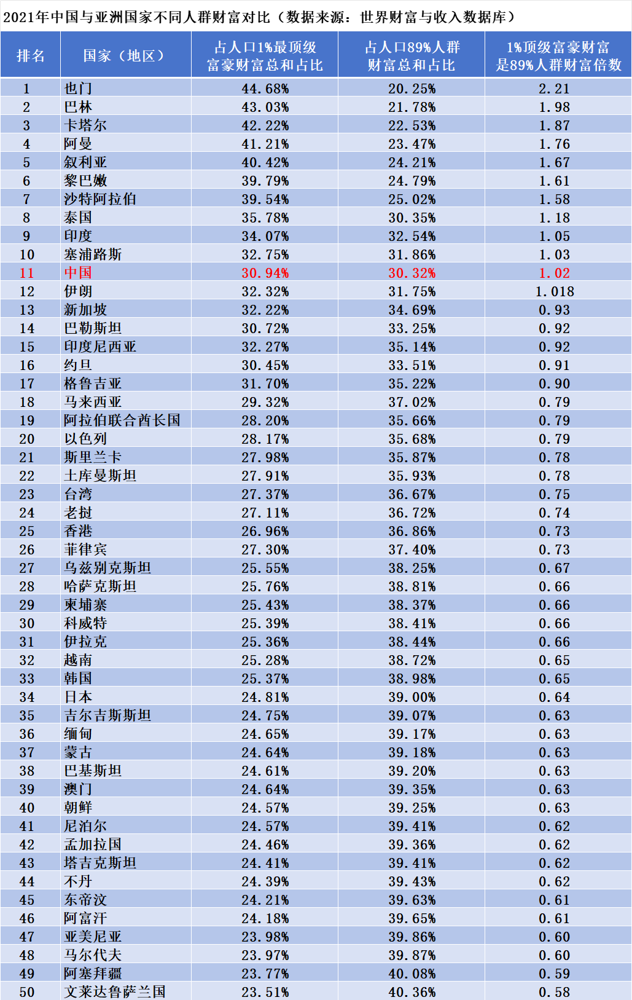 2021年中国与亚洲国家不同人群财富对比（数据来源：世界财富与收入数据库）
排名 国家（地区） 占人口1%最顶级富豪财富总和占比 占人口89%人群财富总和占比 1%顶级富豪财富是89%人群财富倍数
1 也门 44.68% 20.25% 2.21
2 巴林 43.03% 21.78% 1.98
3 卡塔尔 42.22% 22.53% 1.87
4 阿曼 41.21% 23.47% 1.76
5 叙利亚 40.42% 24.21% 1.67
6 黎巴嫩 39.79% 24.79% 1.61
7 沙特阿拉伯 39.54% 25.02% 1.58
8 泰国 35.78% 30.35% 1.18
9 印度 34.07% 32.54% 1.05
10 塞浦路斯 32.75% 31.86% 1.03
11 中国 30.94% 30.32% 1.02
12 伊朗 32.32% 31.75% 1.018
13 新加坡 32.22% 34.69% 0.93
14 巴勒斯坦 30.72% 33.25% 0.92
15 印度尼西亚 32.27% 35.14% 0.92
16 约旦 30.45% 33.51% 0.91
17 格鲁吉亚 31.70% 35.22% 0.90
18 马来西亚 29.32% 37.02% 0.79
19 阿拉伯联合酋长国 28.20% 35.66% 0.79
20 以色列 28.17% 35.68% 0.79
21 斯里兰卡 27.98% 35.87% 0.78
22 土库曼斯坦 27.91% 35.93% 0.78
23 台湾 27.37% 36.67% 0.75
24 老挝 27.11% 36.72% 0.74
25 香港 26.96% 36.86% 0.73
26 菲律宾 27.30% 37.40% 0.73
27 乌兹别克斯坦 25.55% 38.25% 0.67
28 哈萨克斯坦 25.76% 38.81% 0.66
29 柬埔寨 25.43% 38.37% 0.66
30 科威特 25.39% 38.41% 0.66
31 伊拉克 25.36% 38.44% 0.66
32 越南 25.28% 38.72% 0.65
33 韩国 25.37% 38.98% 0.65
34 日本 24.81% 39.00% 0.64
35 吉尔吉斯斯坦 24.75% 39.07% 0.63
36 缅甸 24.65% 39.17% 0.63
37 蒙古 24.64% 39.18% 0.63
38 巴基斯坦 24.61% 39.20% 0.63
39 澳门 24.64% 39.35% 0.63
40 朝鲜 24.57% 39.25% 0.63
41 尼泊尔 24.57% 39.41% 0.62
42 孟加拉国 24.46% 39.36% 0.62
43 塔吉克斯坦 24.41% 39.41% 0.62
44 不丹 24.39% 39.43% 0.62
45 东帝汶 24.21% 39.63% 0.61
46 阿富汗 24.18% 39.65% 0.61
47 亚美尼亚 23.98% 39.86% 0.60
48 马尔代夫 23.97% 39.87% 0.60
49 阿塞拜疆 23.77% 40.08% 0.59
50 文莱达鲁萨兰国 23.51% 40.36% 0.58